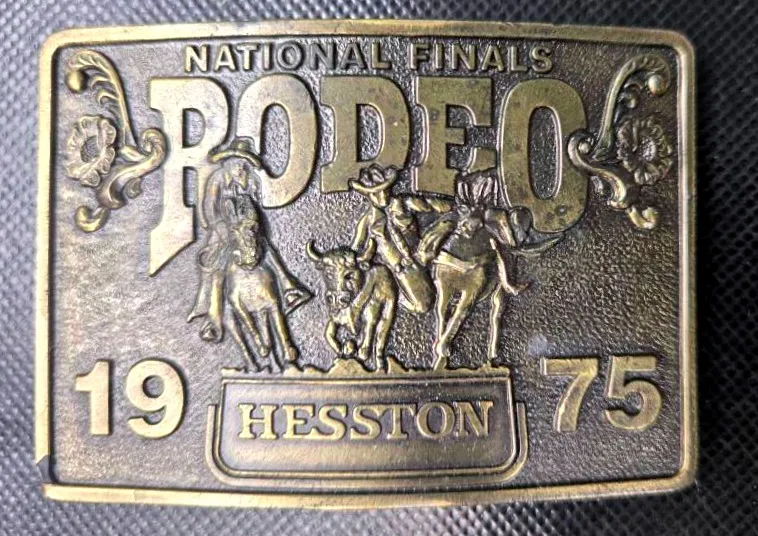 NATIONAL FINALS
RODEO
19 75
HESSTON